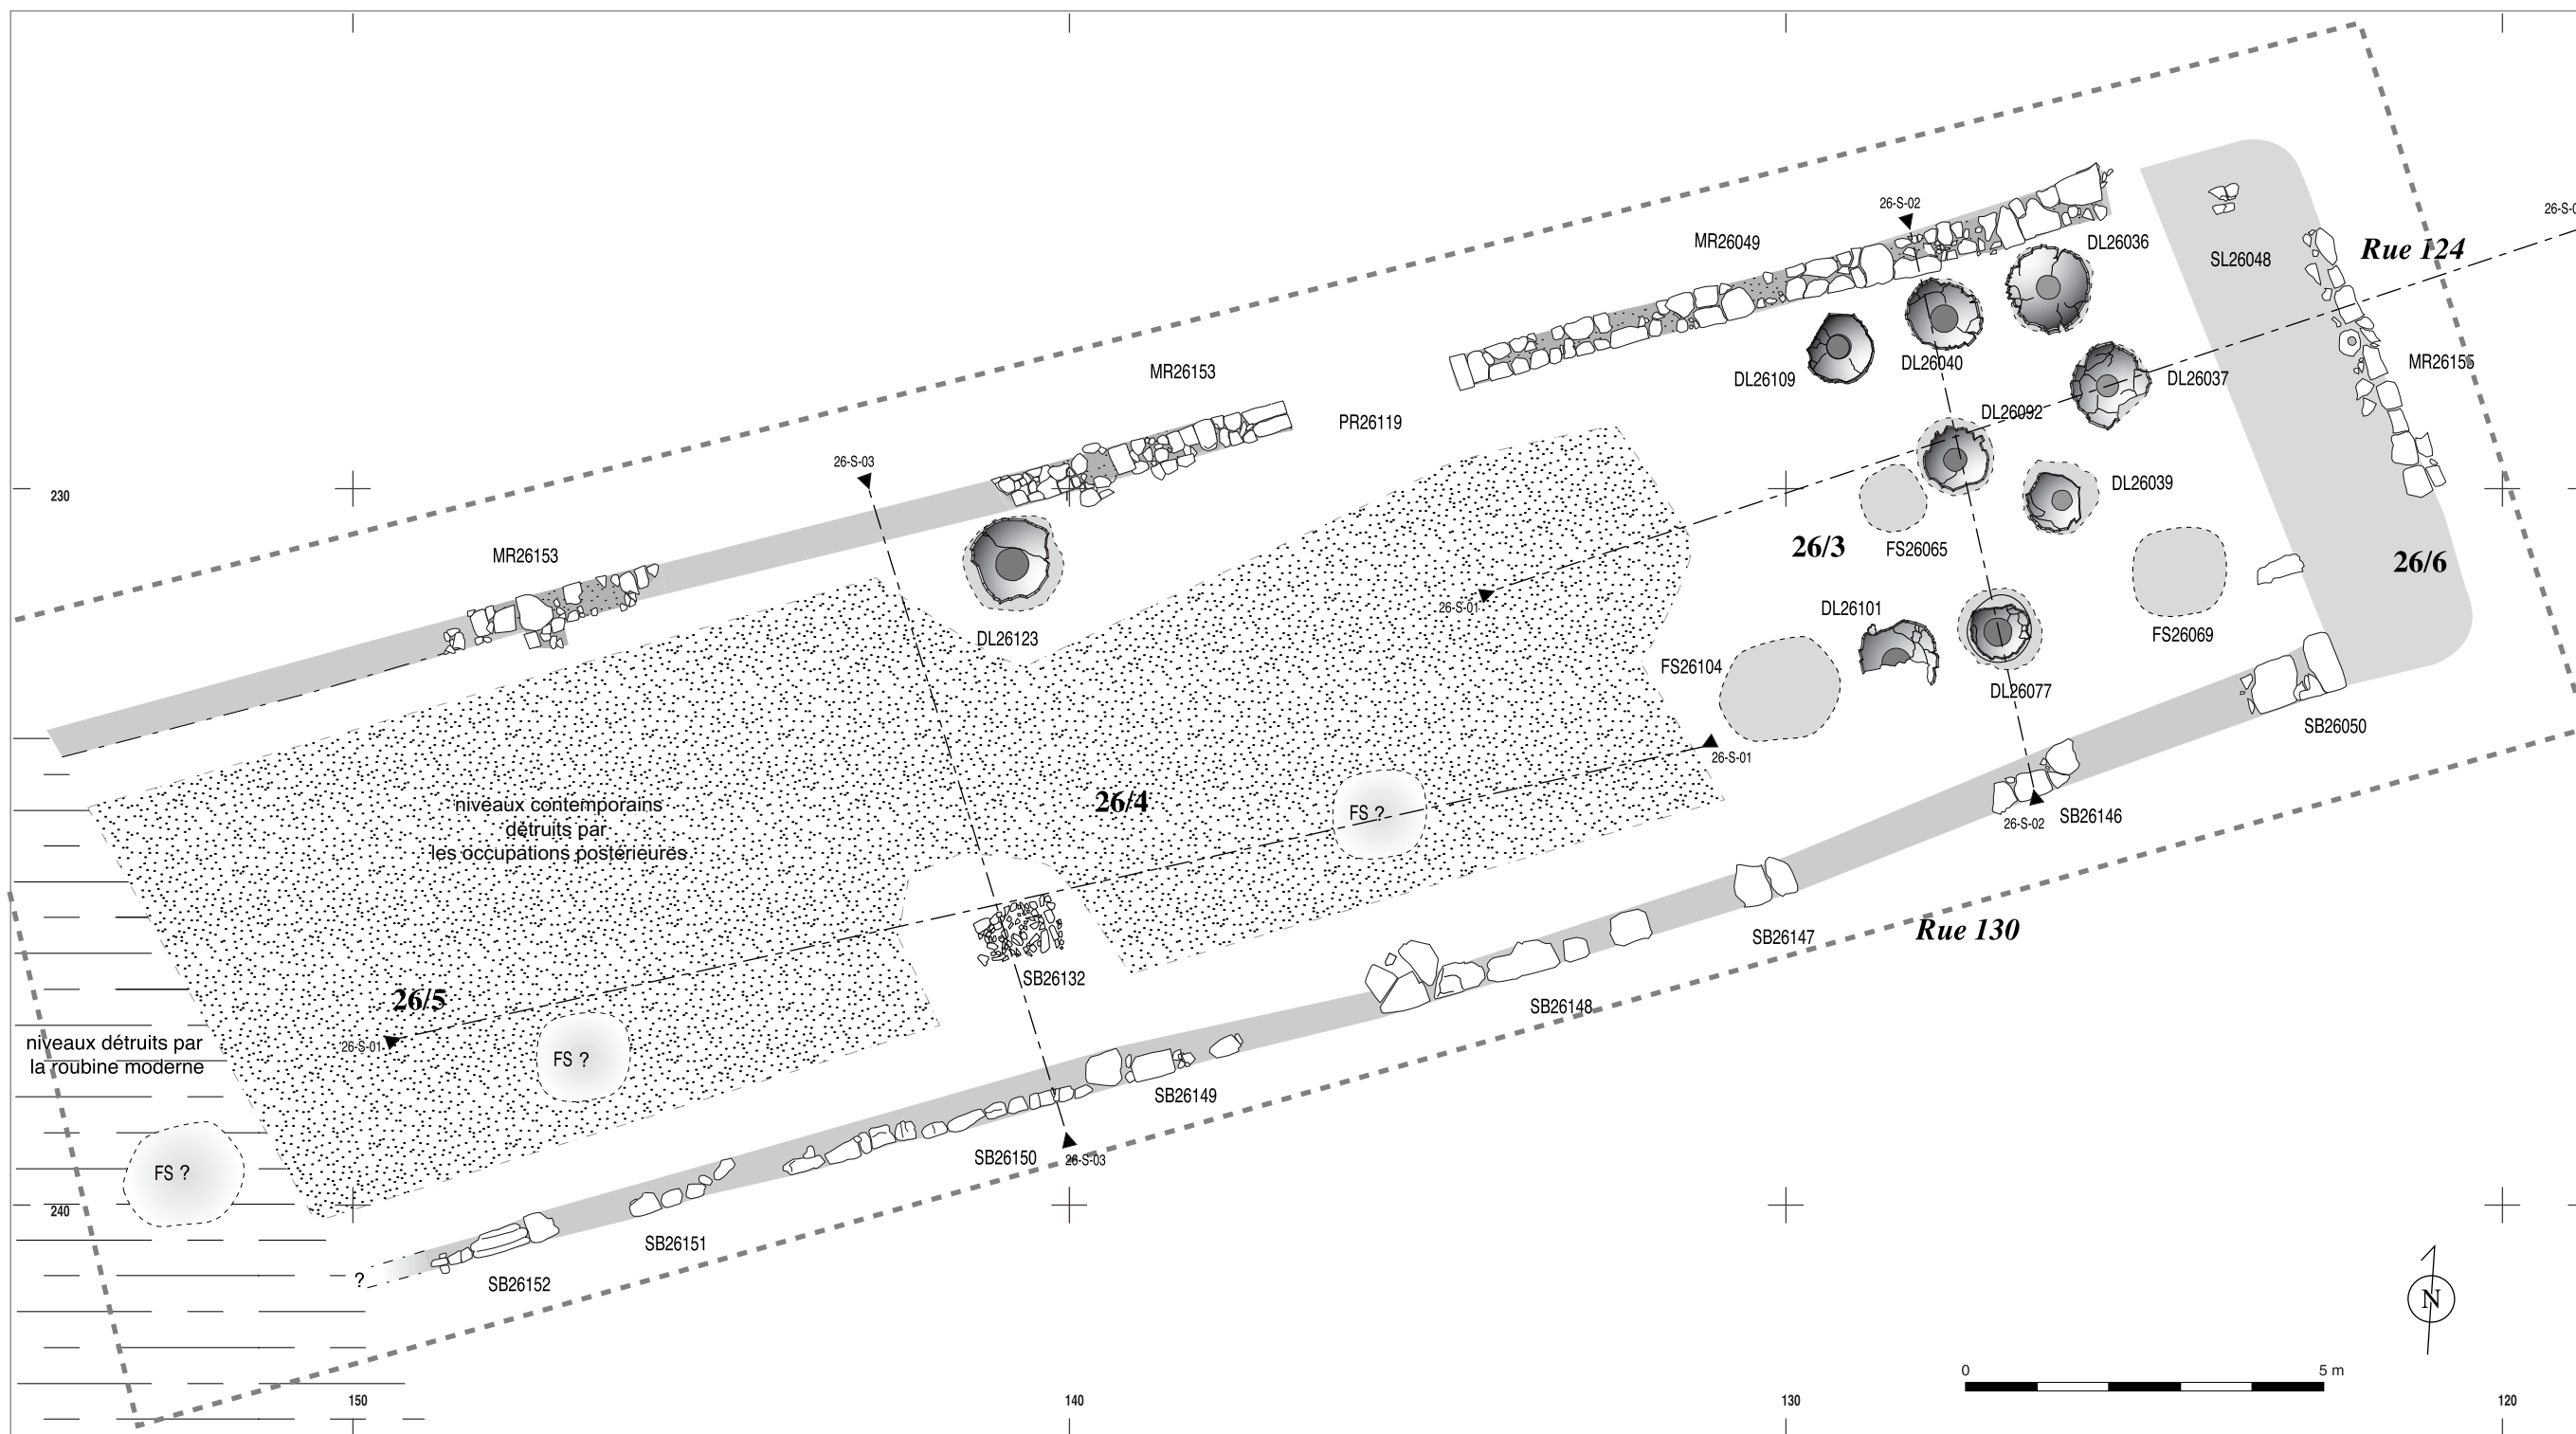 26-S-02
26-S-0
MR26049
DL26036
Rue 124
SL26048
MR26155
DL26040
DL26109
DL26037
MR26153
PR26119
DL26092
26-S-03
DL26039
230
26/3
FS26065
26/6
MR26153
26-S-01
DL26101
DL26123
FS26104
FS26069
DL26077
SB26050
26-S-01
26/4
FS ?
niveaux contemporains
détruits par
les occupations postérieures
26-S-02
SB26146
SB26147
Rue 130
SB26132
26/5
SB26148
26-S-01
niveaux détruits par
la roubine moderne
FS ?
SB26149
SB26150
26-S-03
FS ?
240
SB26151
?
SB26152
N
0
5 m
150
140
130
120